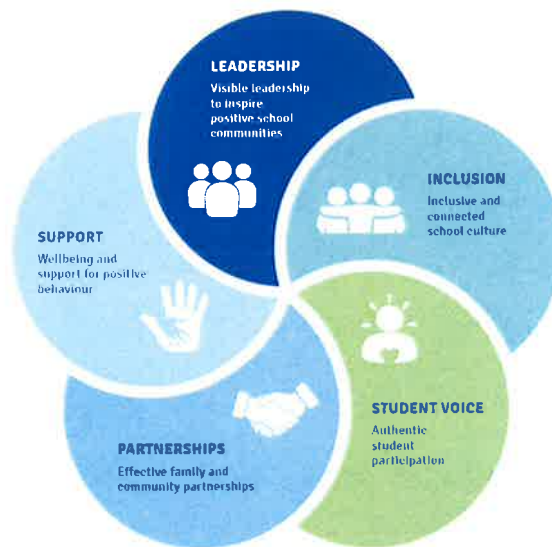 LEADERSHIP
Visible leadership
to inspire
positive school
communities
INCLUSION
Inclusive and
connected
school culture
STUDENT VOICE
Authentic
student
participation
PARTNERSHIPS
Effective family and
community partnerships
SUPPORT
Wellbeing and
support for positive
behaviour